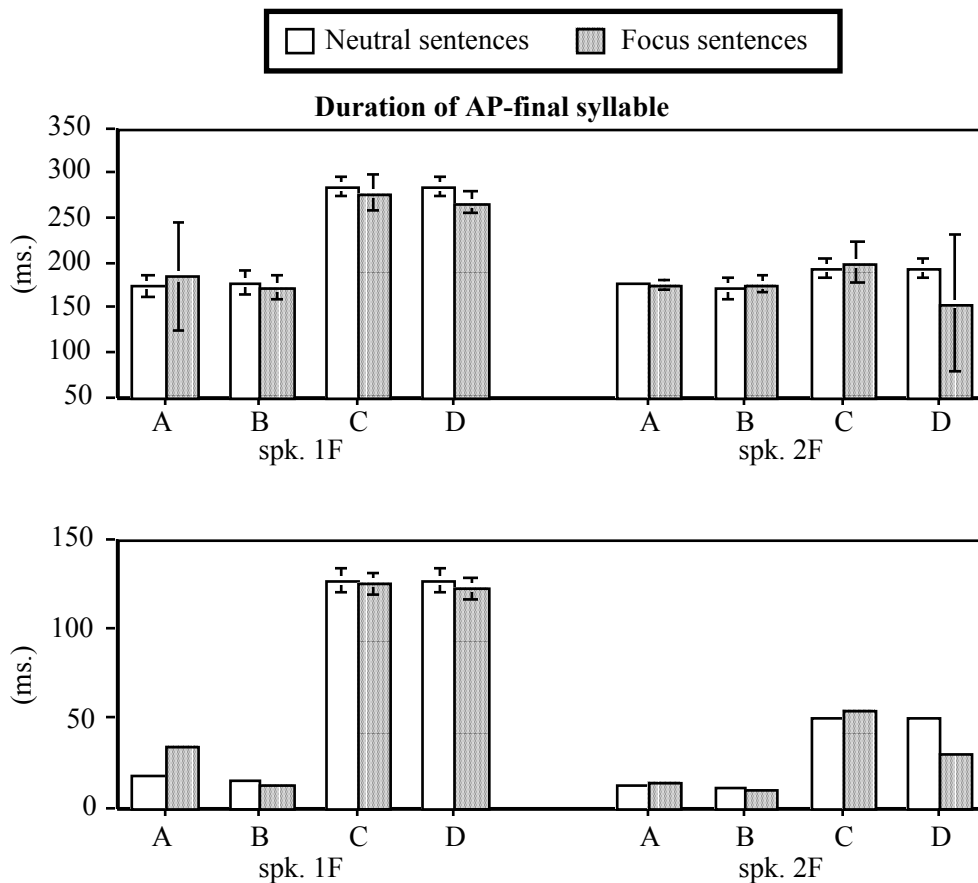 Neutral sentences Focus sentences
Duration of AP-final syllable
350
300
250
200
150
100
50
(ms.)
A B C D A B C D
spk. 1F spk. 2F
150
100
50
0
(ms.)
A B C D A B C D
spk. 1F spk. 2F